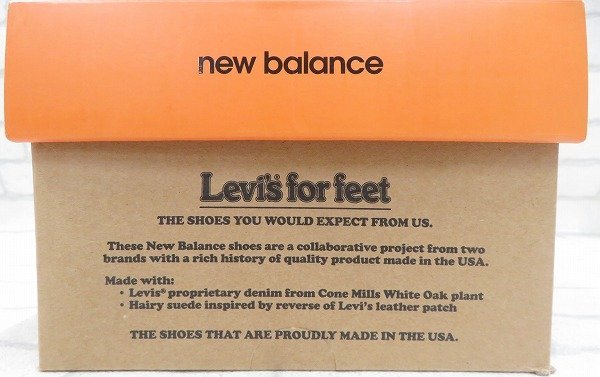 new balance
Levi's for feet
THE SHOES YOU WOULD EXPECT FROM US.
These New Balance shoes are a collaborative project from two
brands with a rich history of quality product made in the USA.
Made with:
• Levis® proprietary denim from Cone Mills White Oak plant
• Hairy suede inspired by reverse of Levi's leather patch
THE SHOES THAT ARE PROUDLY MADE IN THE USA.